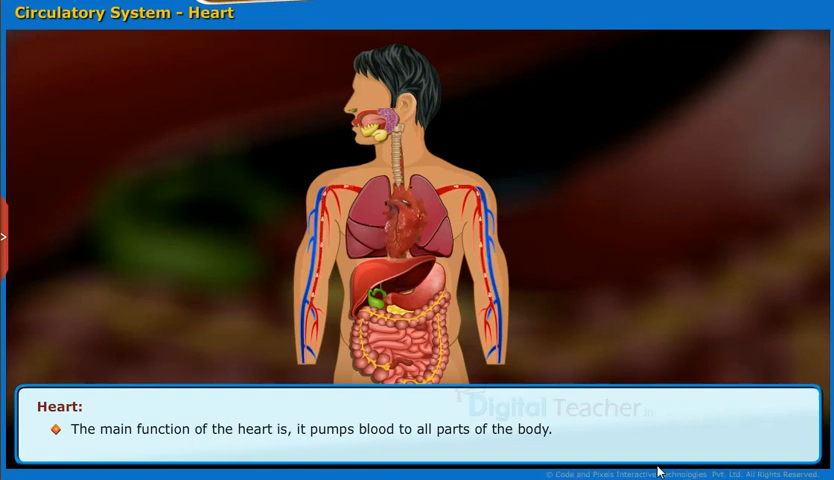 Circulatory System - Heart
Heart:
The main function of the heart is, it pumps blood to all parts of the body.
Digital Teacher.in
© Code and Pixels Interactive Technologies Pvt. Ltd. All Rights Reserved.